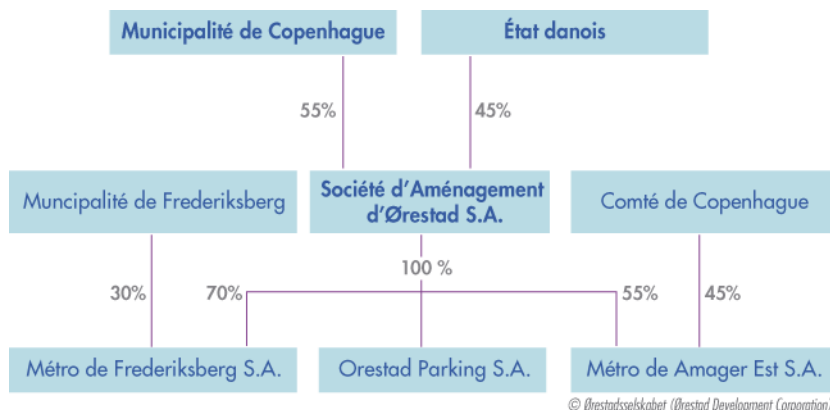 Municipalité de Copenhague
État danois
55%
45%
Muncipalité de Frederiksberg
Société d'Aménagement
d'Ørestad S.A.
Comté de Copenhague
100 %
30%
70%
55%
45%
Métro de Frederiksberg S.A.
Orestad Parking S.A.
Métro de Amager Est S.A.
© Ørestadsselskabet (Ørestad Development Corporation)